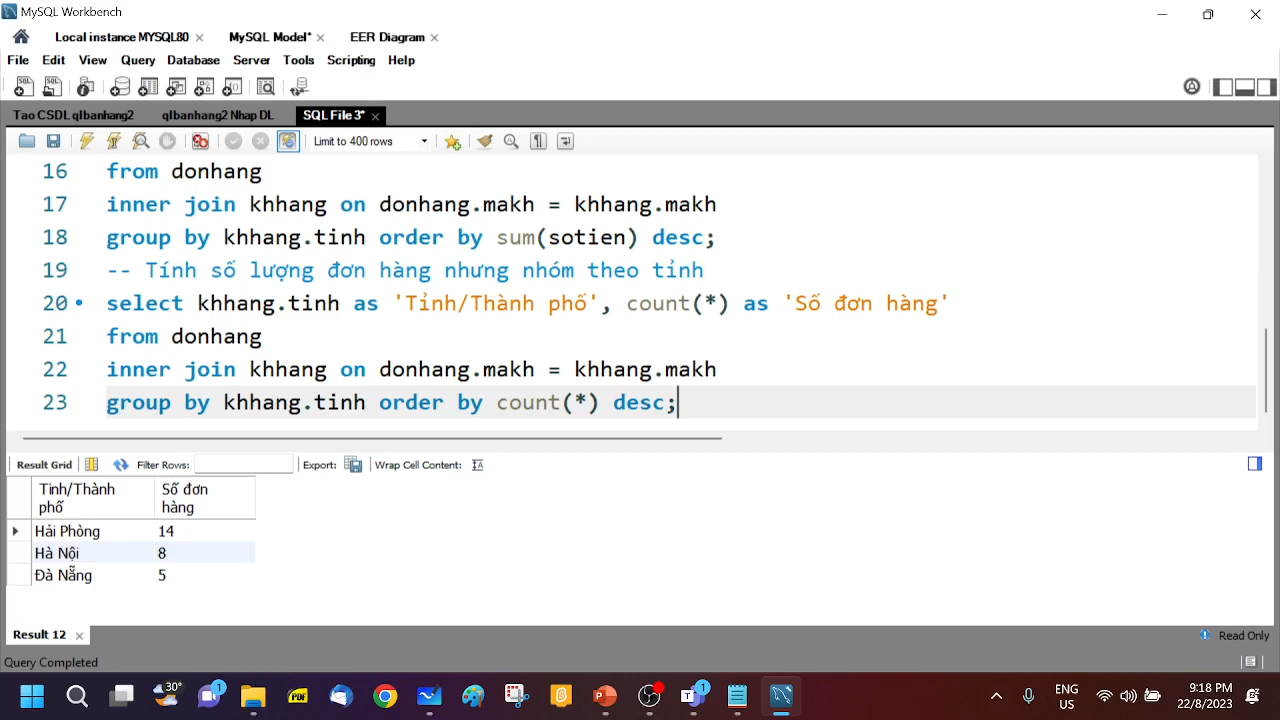 MySQL Workbench
Local instance MYSQL80
MySQL Model*
EER Diagram
File Edit View Query Database Server Tools Scripting Help
Tao CSDL qlbanhang2
qlbanhang2 Nhap DL
SQL File 3*
Limit to 400 rows
16 from donhang
17 inner join khhang on donhang.makh = khhang.makh
18 group by khhang.tinh order by sum(sotien) desc;
19 -- Tính số lượng đơn hàng nhưng nhóm theo tỉnh
20 select khhang.tinh as 'Tỉnh/Thành phố', count(*) as 'Số đơn hàng'
21 from donhang
22 inner join khhang on donhang.makh = khhang.makh
23 group by khhang.tinh order by count(*) desc;
Result Grid
Filter Rows:
Export:
Wrap Cell Content:
Tỉnh/Thành phố
Số đơn hàng
Hải Phòng 14
Hà Nội 8
Đà Nẵng 5
Result 12
Read Only
Query Completed
30°
1
PDF
1
ENG
US
9:18 PM
22/8/2023